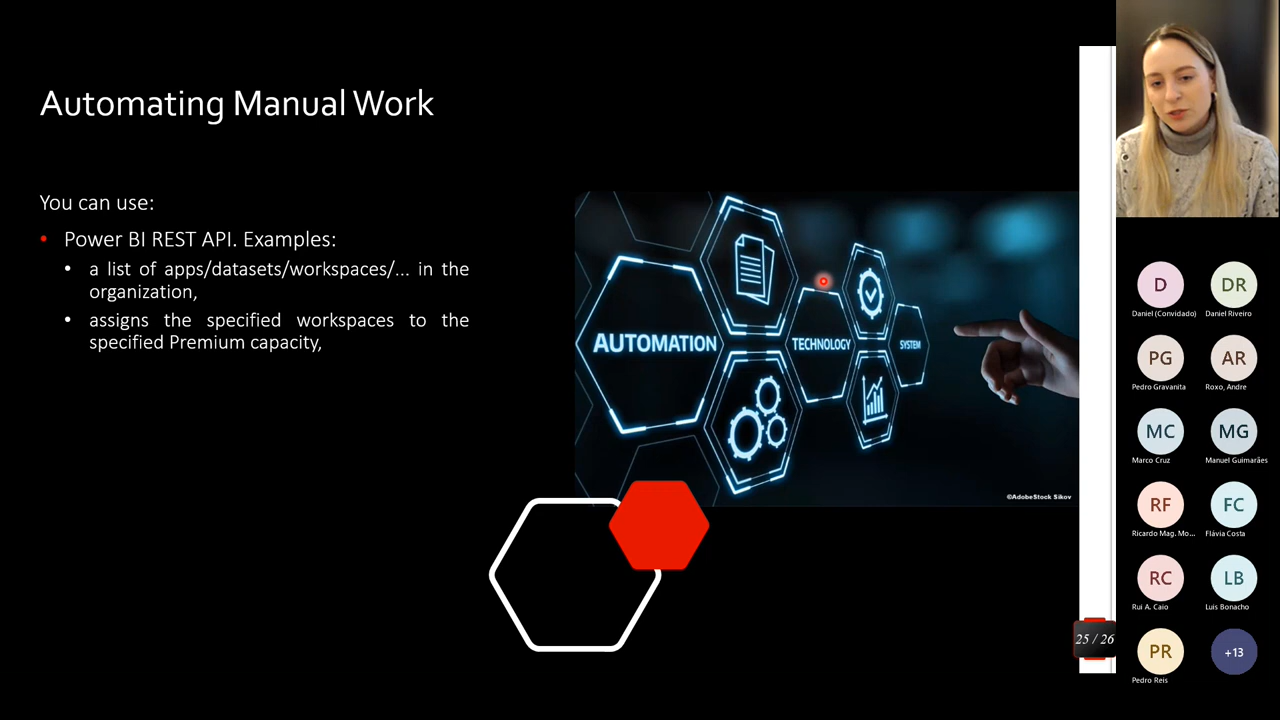 Automating Manual Work
You can use:
Power BI REST API. Examples:
a list of apps/datasets/workspaces/... in the
organization,
assigns the specified workspaces to the
specified Premium capacity,
AUTOMATION
TECHNOLOGY
SYSTEM
©AdobeStock Sikov
25 / 26
D
DR
Daniel (Convidado)
Daniel Riveiro
PG
AR
Pedro Gravanita
Roxo, Andre
MC
MG
Marco Cruz
Manuel Guimarães
RF
FC
Ricardo Mag. Mo...
Flávia Costa
RC
LB
Rui A. Caio
Luis Bonacho
PR
+13
Pedro Reis